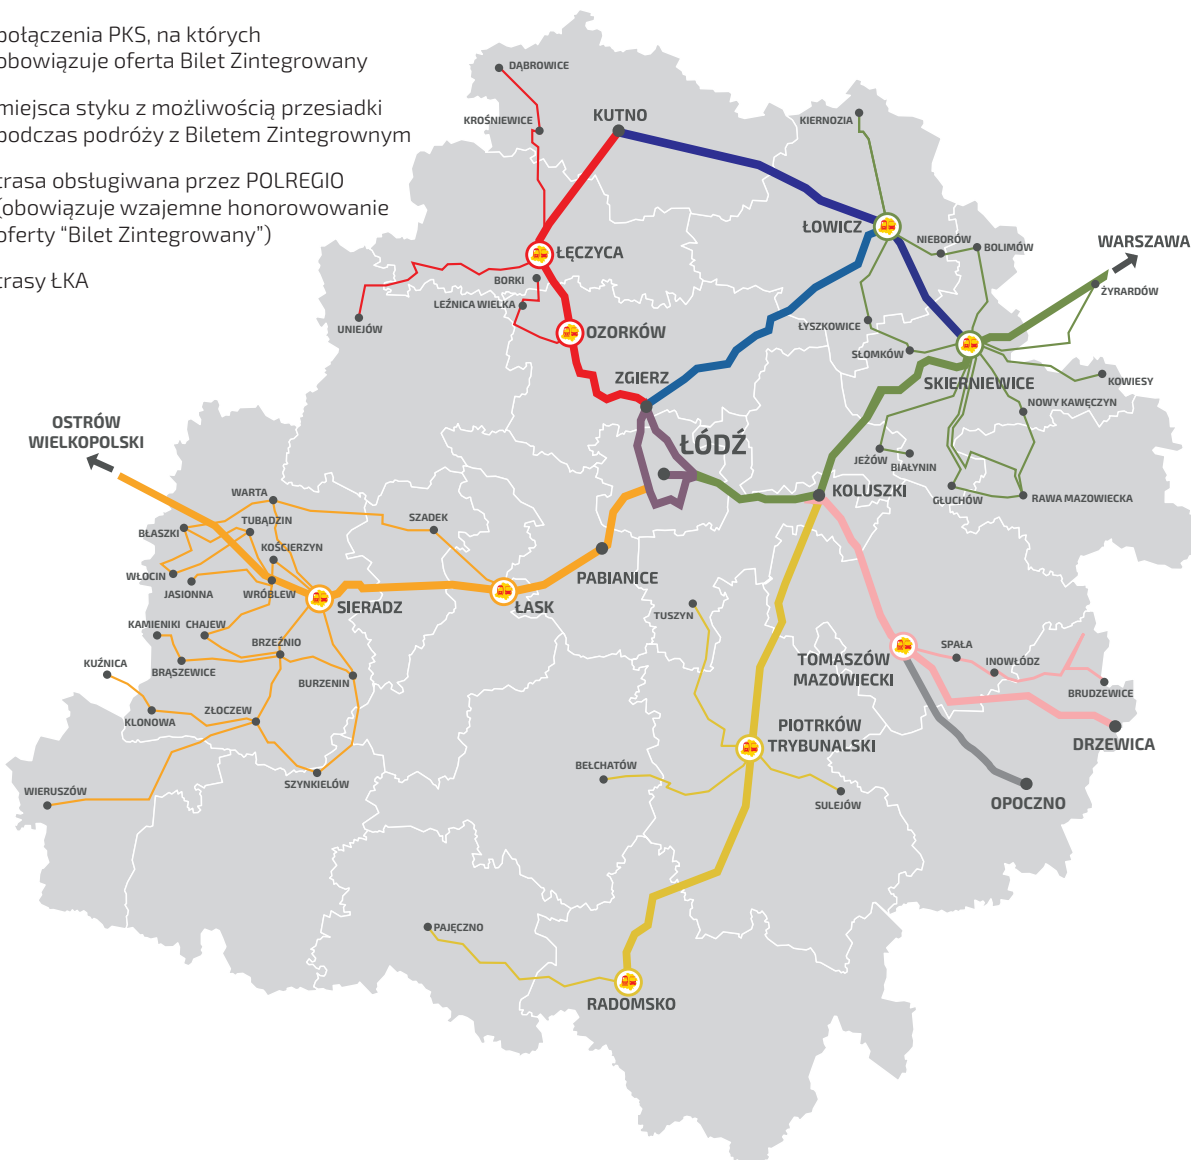 połączenia PKS, na których
obowiązuje oferta Bilet Zintegrowany
miejsca styku z możliwością przesiadki
podczas podróży z Biletem Zintegrownym
trasa obsługiwana przez POLREGIO
(obowiązuje wzajemne honorowowanie
oferty “Bilet Zintegrowany”)
trasy ŁKA
DĄBROWICE
KROŚNIEWICE
KUTNO
KIERNOZIA
ŁOWICZ
NIEBORÓW
BOLIMÓW
WARSZAWA
ŻYRARDÓW
ŁĘCZYCA
BORKI
LEŹNICA WIELKA
UNIEJÓW
OZORKÓW
ŁYSZKOWICE
SŁOMKÓW
SKIERNIEWICE
KOWIESY
NOWY KAWĘCZYN
ZGIERZ
OSTRÓW
WIELKOPOLSKI
ŁÓDŹ
JEŻÓW
BIAŁYNIN
GŁUCHÓW
RAWA MAZOWIECKA
KOLUSZKI
WARTA
TUBĄDZIN
BŁASZKI
KOŚCIERZYN
SZADEK
WŁOCIN
JASIONNA
WRÓBLEW
SIERADZ
ŁASK
PABIANICE
KAMIENIKI
CHAJEW
BRZEŹNIO
KUŹNICA
BRĄSZEWICE
BURZENIN
KLONOWA
ZŁOCZEW
SZYNKIELÓW
WIERUSZÓW
TUSZYN
TOMASZÓW
MAZOWIECKI
SPAŁA
INOWŁÓDZ
BRUDZEWICE
DRZEWICA
PIOTRKÓW
TRYBUNALSKI
BEŁCHATÓW
SULEJÓW
OPOCZNO
PAJĘCZNO
RADOMSKO